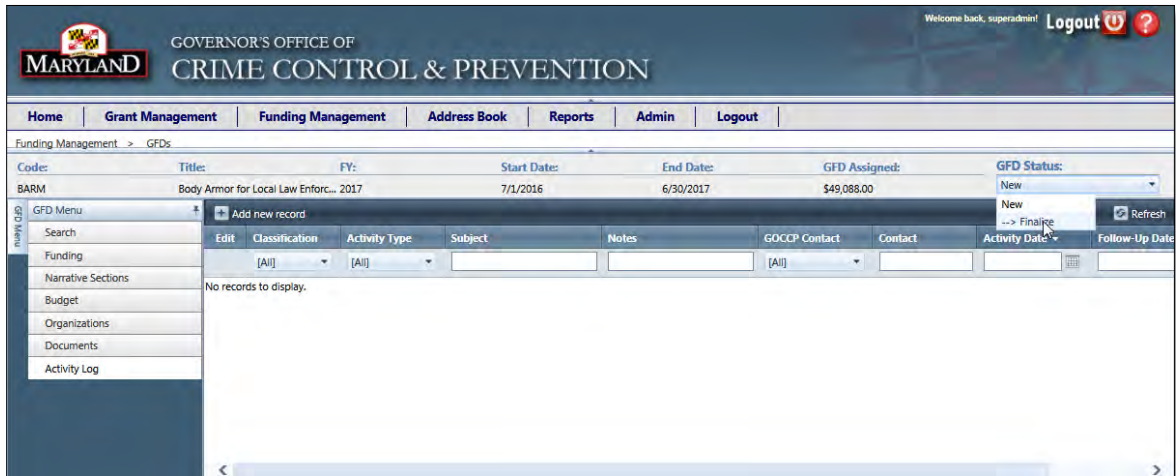 Welcome back, superadmin! Logout
MARYLAND
GOVERNOR'S OFFICE OF
CRIME CONTROL & PREVENTION
Home Grant Management Funding Management Address Book Reports Admin Logout
Funding Management > GFDs
Code: Title: FY: Start Date: End Date: GFD Assigned: GFD Status:
BARM Body Armor for Local Law Enforc... 2017 7/1/2016 6/30/2017 $49,088.00 New
New
--> Finalize
GFD Menu
GFD Menu
Search
Funding
Narrative Sections
Budget
Organizations
Documents
Activity Log
Add new record Refresh
Edit Classification Activity Type Subject Notes GOCCP Contact Contact Activity Date Follow-Up Date
[All] [All] [All]
No records to display.